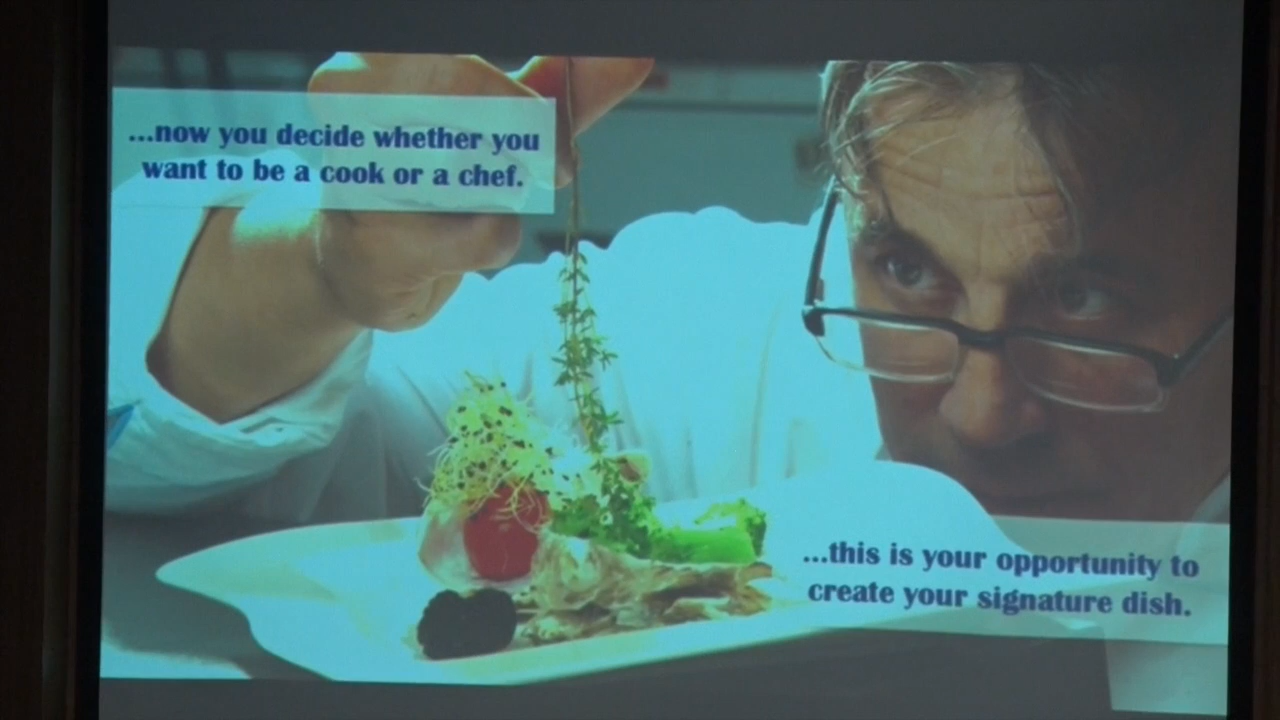 ...now you decide whether you
want to be a cook or a chef.
...this is your opportunity to
create your signature dish.